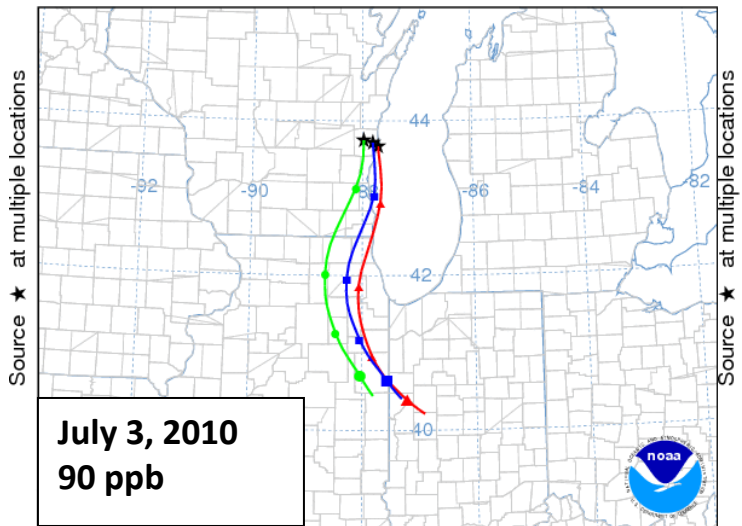 Source ★ at multiple locations
44
-92
-90
-88
-86
-84
-82
42
40
July 3, 2010
90 ppb
noaa
Source ★ at multiple locations